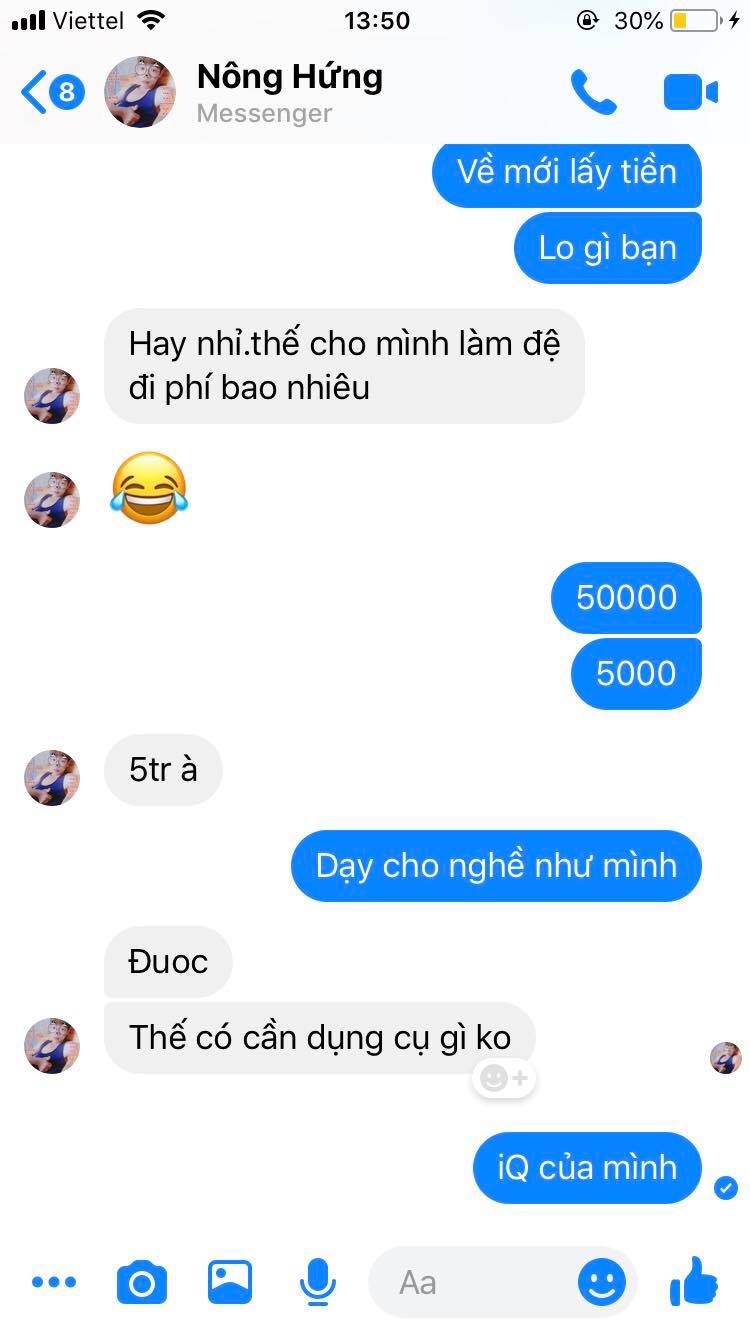 Viettel
13:50
30%
8
Nông Hứng
Messenger
Về mới lấy tiền
Lo gì bạn
Hay nhỉ.thế cho mình làm đệ
đi phí bao nhiêu
50000
5000
5tr à
Dạy cho nghề như mình
Đuoc
Thế có cần dụng cụ gì ko
iQ của mình
Aa